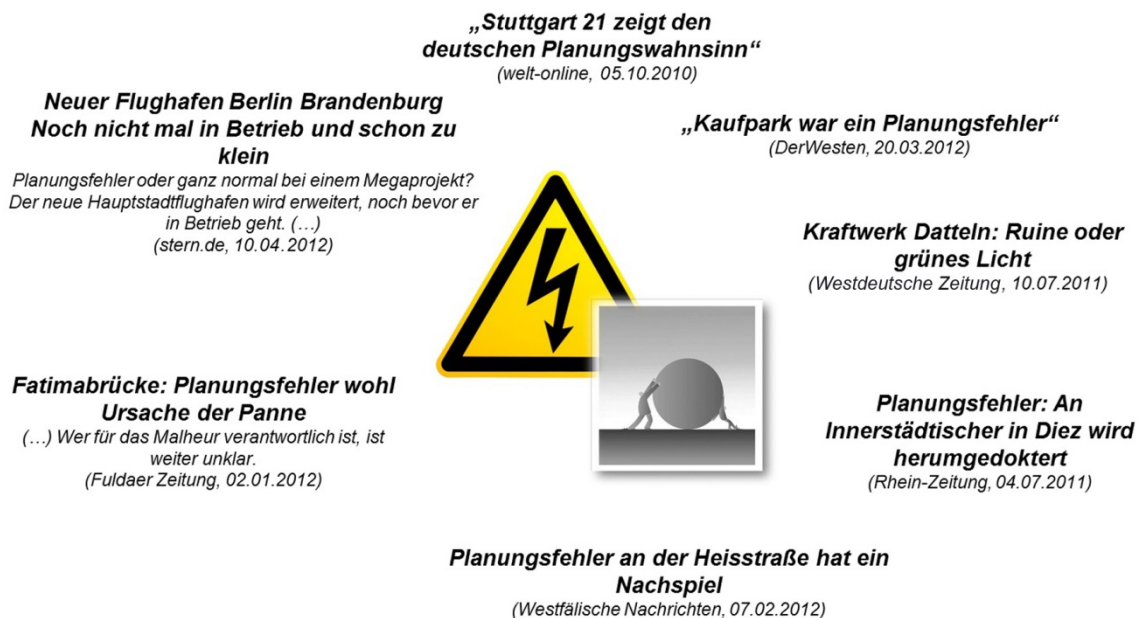 „Stuttgart 21 zeigt den
deutschen Planungswahnsinn“
(welt-online, 05.10.2010)
Neuer Flughafen Berlin Brandenburg
Noch nicht mal in Betrieb und schon zu
klein
Planungsfehler oder ganz normal bei einem Megaprojekt?
Der neue Hauptstadtflughafen wird erweitert, noch bevor er
in Betrieb geht. (…)
(stern.de, 10.04.2012)
„Kaufpark war ein Planungsfehler“
(DerWesten, 20.03.2012)
Kraftwerk Datteln: Ruine oder
grünes Licht
(Westdeutsche Zeitung, 10.07.2011)
Fatimabrücke: Planungsfehler wohl
Ursache der Panne
(…) Wer für das Malheur verantwortlich ist, ist
weiter unklar.
(Fuldaer Zeitung, 02.01.2012)
Planungsfehler: An
Innerstädtischer in Diez wird
herumgedoktert
(Rhein-Zeitung, 04.07.2011)
Planungsfehler an der Heisstraße hat ein
Nachspiel
(Westfälische Nachrichten, 07.02.2012)